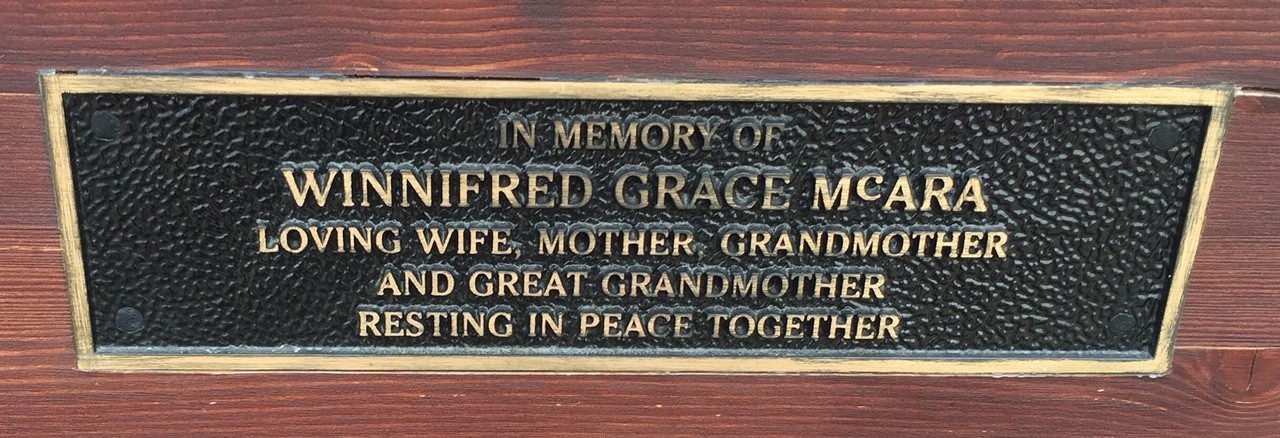 IN MEMORY OF
WINNIFRED GRACE McARA
LOVING WIFE, MOTHER, GRANDMOTHER
AND GREAT GRANDMOTHER
RESTING IN PEACE TOGETHER